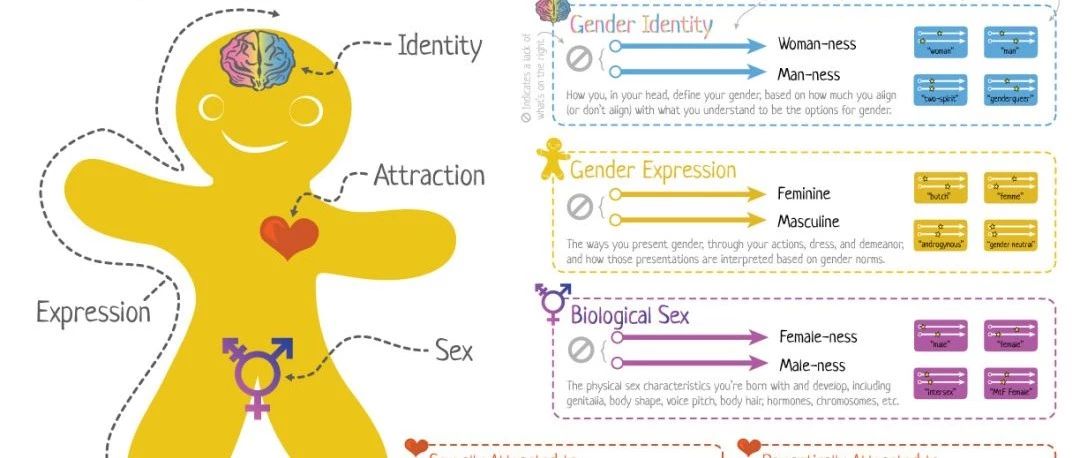 Identity
Attraction
Expression
Sex
⊘ Indicates a lack of
what's on the right.
Gender Identity
Woman-ness
Man-ness
How you, in your head, define your gender, based on how much you align
(or don't align) with what you understand to be the options for gender.
"woman"
"man"
"two-spirit"
"genderqueer"
Gender Expression
Feminine
Masculine
The ways you present gender, through your actions, dress, and demeanor,
and how those presentations are interpreted based on gender norms.
"butch"
"femme"
"androgynous"
"gender neutral"
Biological Sex
Female-ness
Male-ness
The physical sex characteristics you're born with and develop, including
genitalia, body shape, voice pitch, body hair, hormones, chromosomes, etc.
"male"
"female"
"intersex"
"MtF Female"